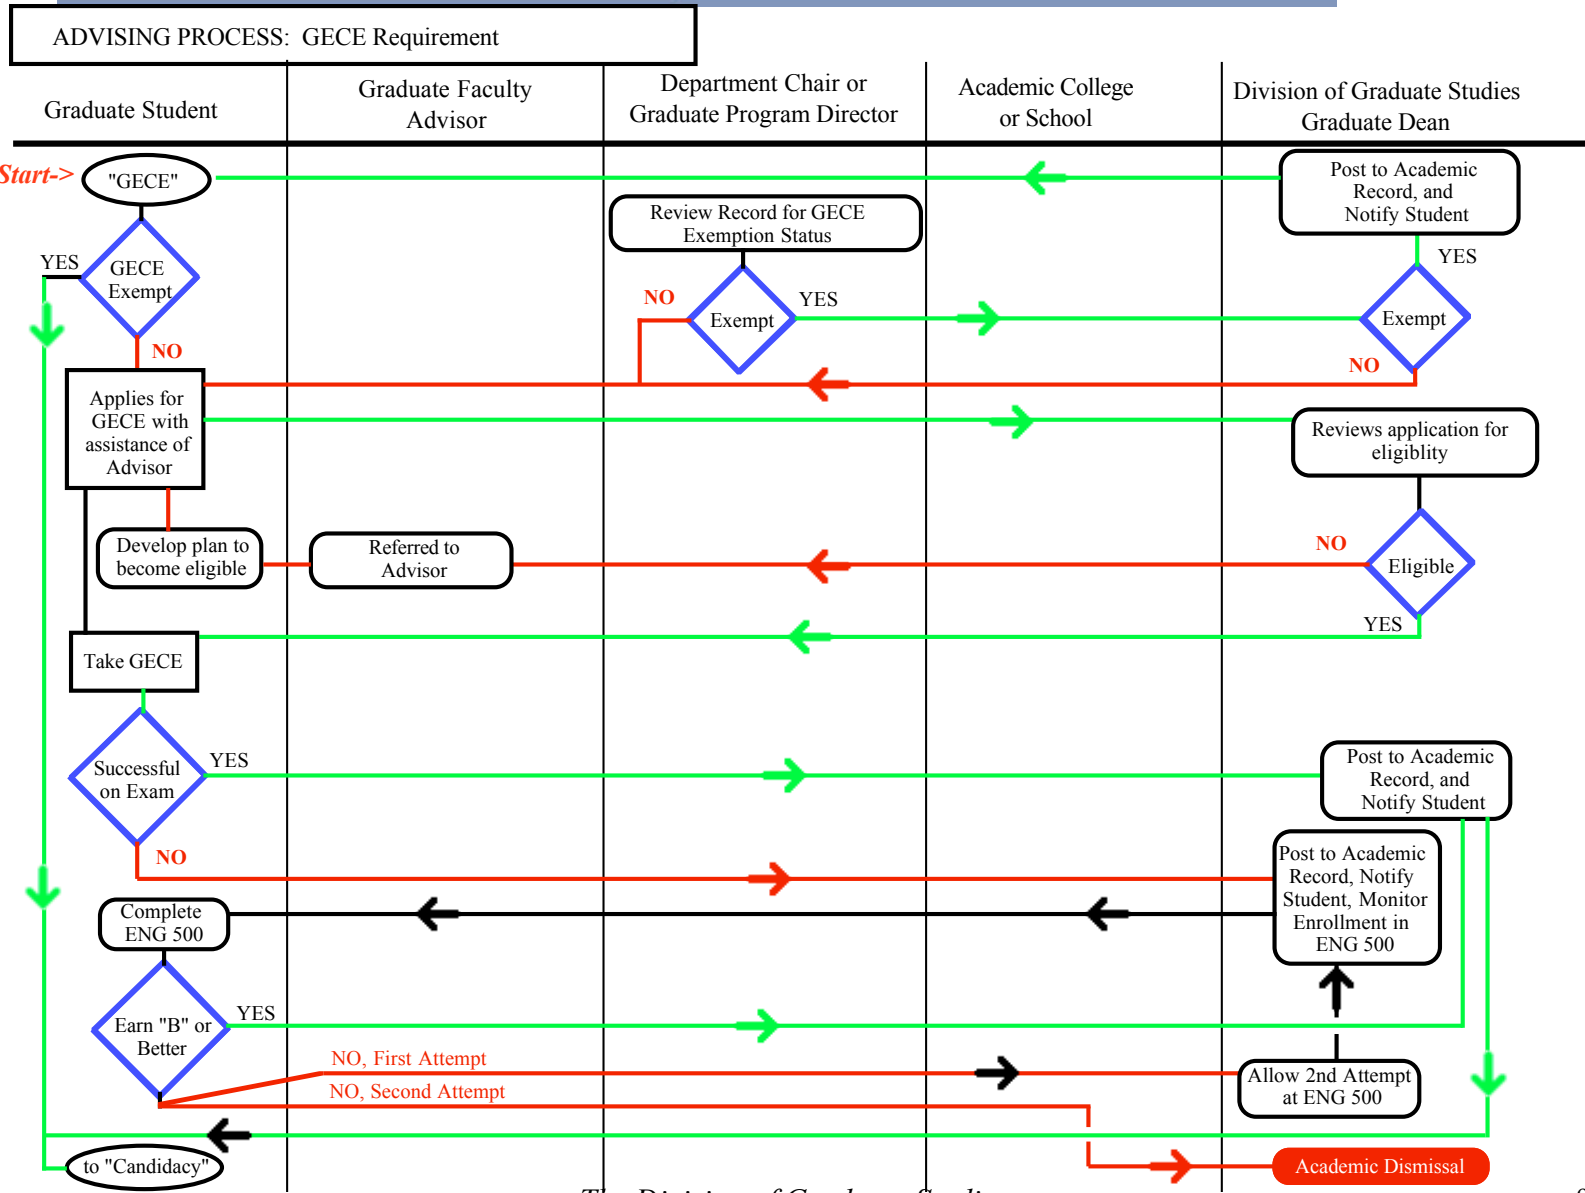 ADVISING PROCESS:  GECE Requirement
Graduate Student
Graduate Faculty
Advisor
Department Chair or
Graduate Program Director
Academic College
or School
Division of Graduate Studies
Graduate Dean
Start->
"GECE"
Post to Academic
Record, and
Notify Student
Review Record for GECE
Exemption Status
YES
GECE
Exempt
NO
NO
Exempt
YES
YES
Exempt
NO
Applies for
GECE with
assistance of
Advisor
Reviews application for
eligiblity
Develop plan to
become eligible
Referred to
Advisor
NO
Eligible
YES
Take GECE
Successful
on Exam
YES
NO
Post to Academic
Record, and
Notify Student
Post to Academic
Record, Notify
Student, Monitor
Enrollment in
ENG 500
Complete
ENG 500
Earn "B" or
Better
YES
NO, First Attempt
NO, Second Attempt
Allow 2nd Attempt
at ENG 500
to "Candidacy"
Academic Dismissal
The Division of Graduate Studies